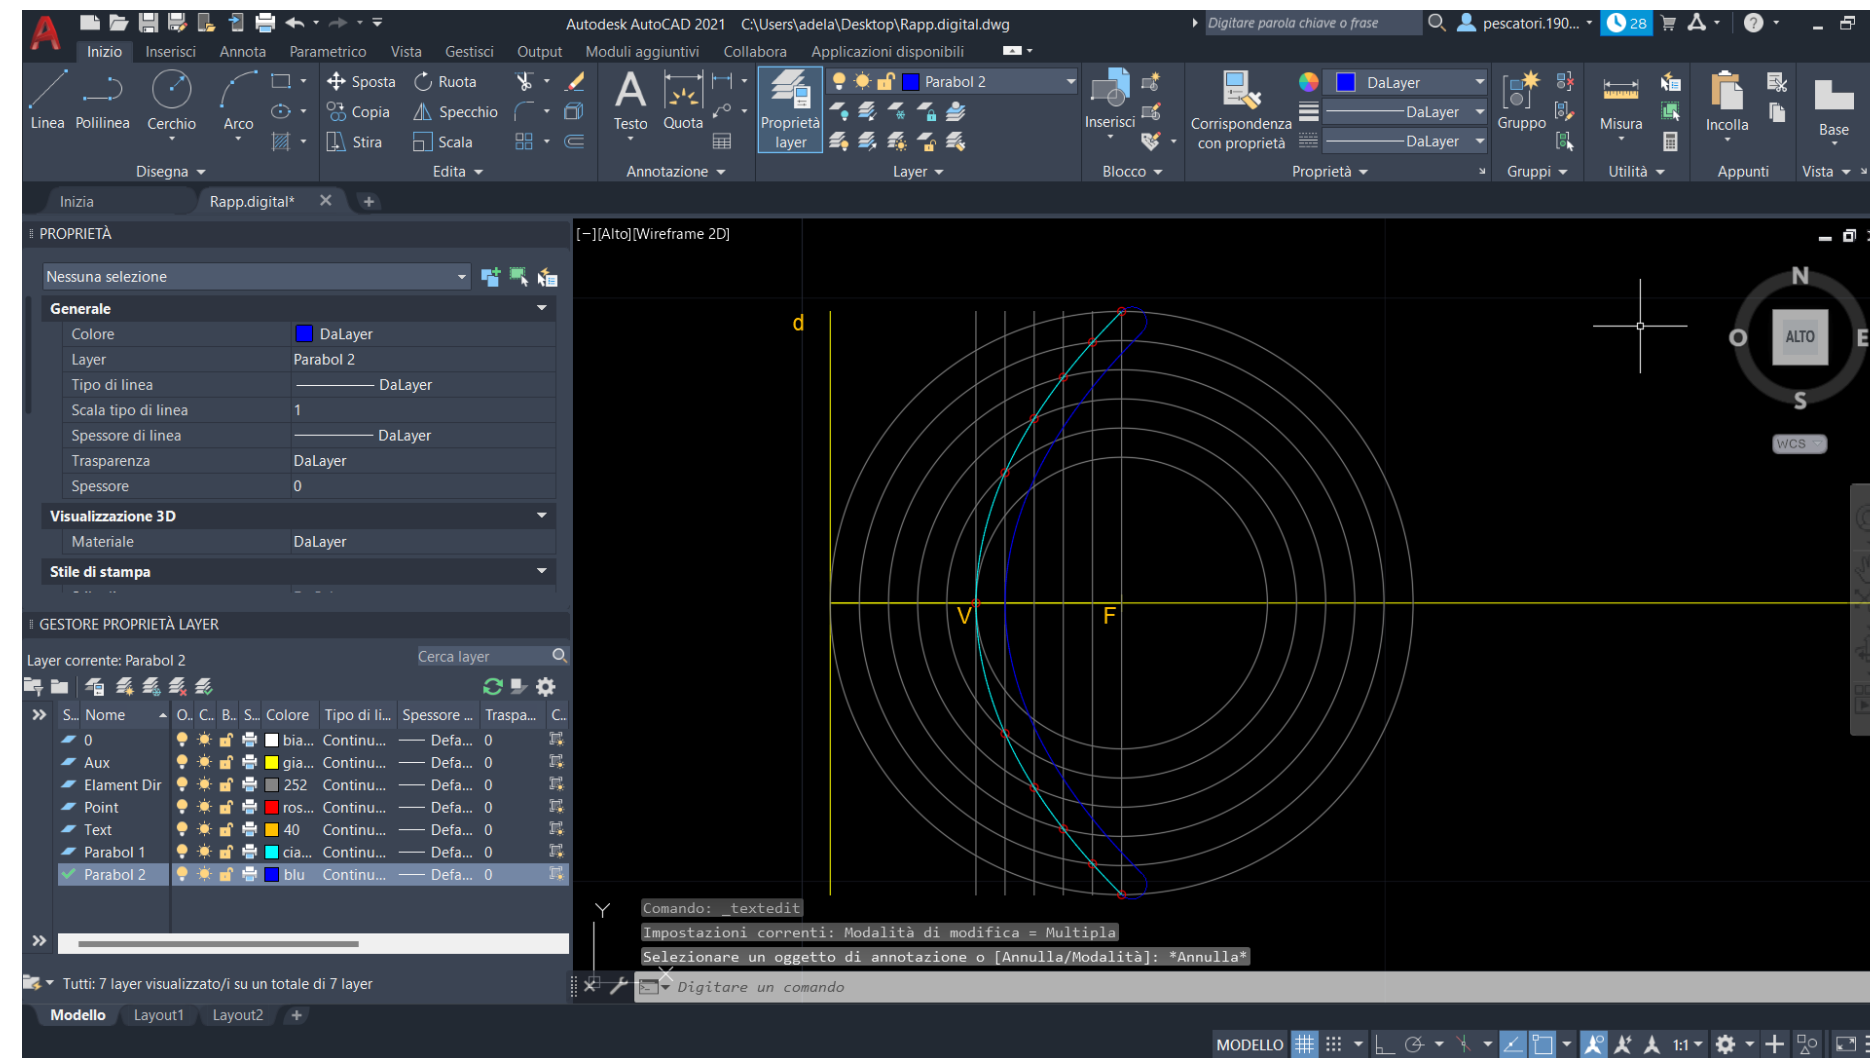 Autodesk AutoCAD 2021 C:\Users\adela\Desktop\Rapp.digital.dwg
Digitare parola chiave o frase
pescatori.190...
28
Inizio Inserisci Annota Parametrico Vista Gestisci Output Moduli aggiuntivi Collabora Applicazioni disponibili
Linea Polilinea Cerchio Arco
Sposta Ruota
Copia Specchio
Stira Scala
Testo Quota
Proprietà layer
Parabol 2
Inserisci
Corrispondenza con proprietà
DaLayer
DaLayer
DaLayer
Gruppo
Misura
Incolla
Base
Disegna Edita Annotazione Layer Blocco Proprietà Gruppi Utilità Appunti Vista
Inizia Rapp.digital*
PROPRIETÀ
Nessuna selezione
Generale
Colore DaLayer
Layer Parabol 2
Tipo di linea DaLayer
Scala tipo di linea 1
Spessore di linea DaLayer
Trasparenza DaLayer
Spessore 0
Visualizzazione 3D
Materiale DaLayer
Stile di stampa
GESTORE PROPRIETÀ LAYER
Layer corrente: Parabol 2
Cerca layer
S... Nome O.. C.. B.. S... Colore Tipo di li... Spessore ... Traspa... C..
0 bia... Continu... Defa... 0
Aux gia... Continu... Defa... 0
Elament Dir 252 Continu... Defa... 0
Point ros... Continu... Defa... 0
Text 40 Continu... Defa... 0
Parabol 1 cia... Continu... Defa... 0
Parabol 2 blu Continu... Defa... 0
Tutti: 7 layer visualizzato/i su un totale di 7 layer
[−][Alto][Wireframe 2D]
d
V
F
N
O ALTO E
S
WCS
Y
X
Comando: _textedit
Impostazioni correnti: Modalità di modifica = Multipla
Selezionare un oggetto di annotazione o [Annulla/Modalità]: *Annulla*
Digitare un comando
Modello Layout1 Layout2
MODELLO
1:1